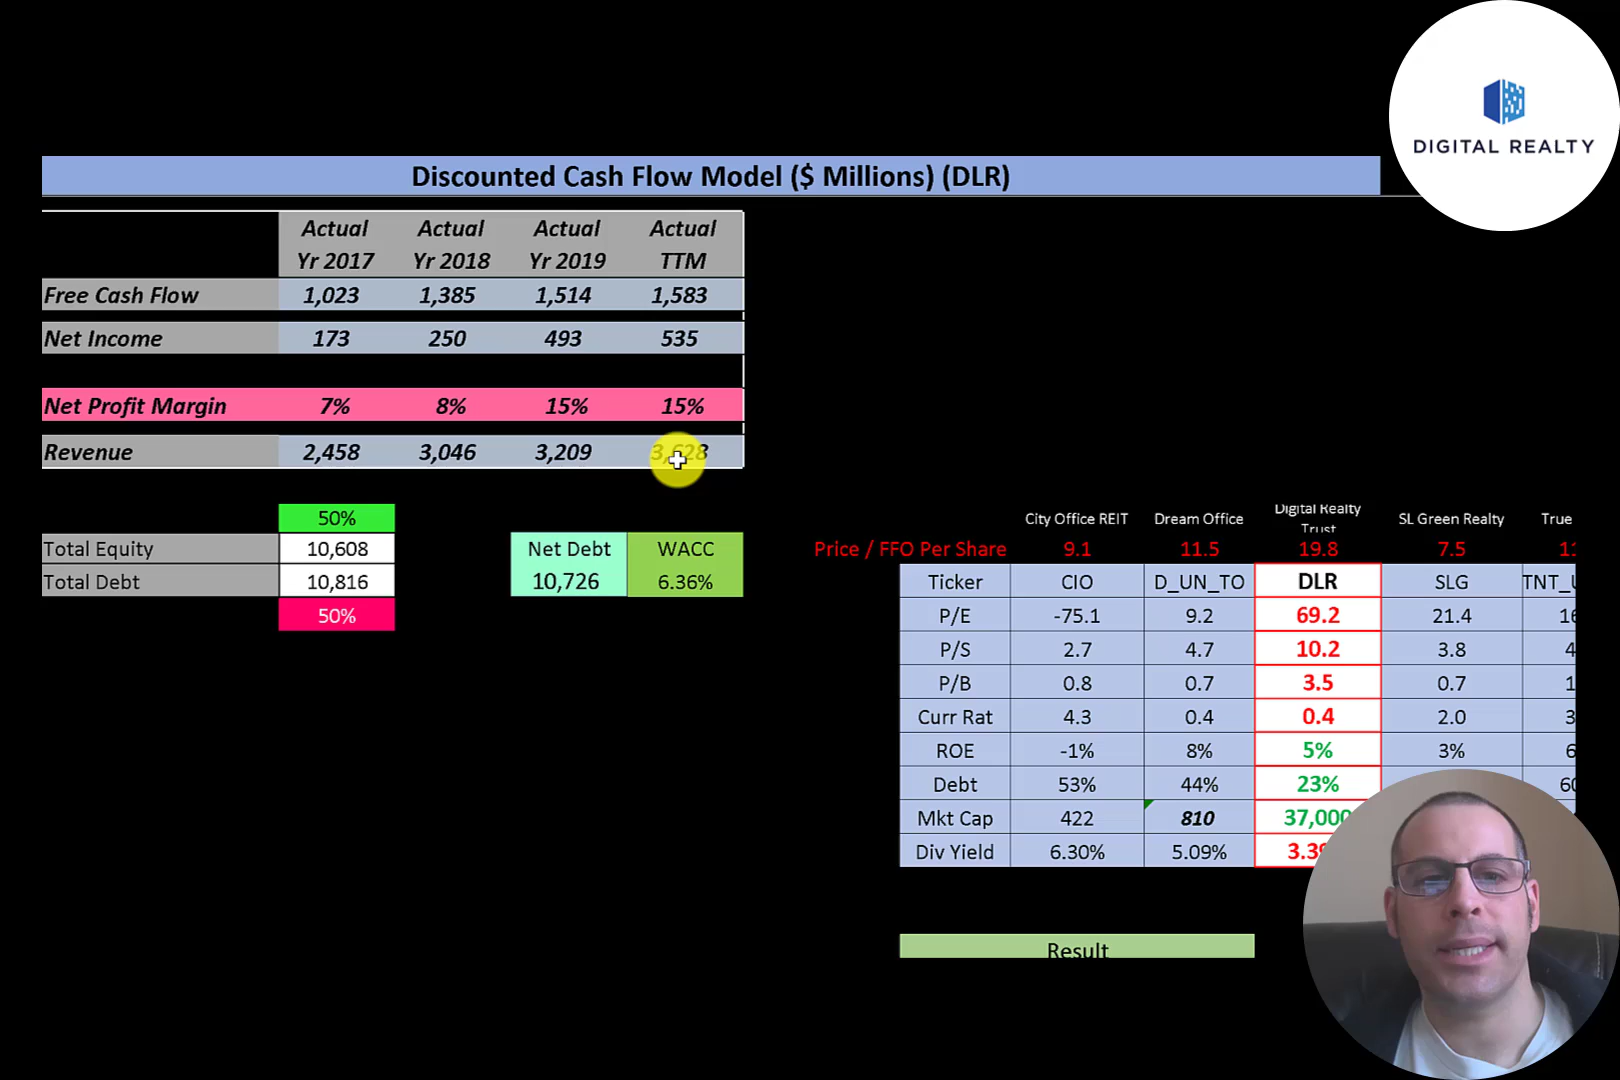 DIGITAL REALTY
Discounted Cash Flow Model ($ Millions) (DLR)
Actual Actual Actual Actual
Yr 2017 Yr 2018 Yr 2019 TTM
Free Cash Flow 1,023 1,385 1,514 1,583
Net Income 173 250 493 535
Net Profit Margin 7% 8% 15% 15%
Revenue 2,458 3,046 3,209 3,628
50%
Total Equity 10,608
Total Debt 10,816
50%
Net Debt WACC
10,726 6.36%
City Office REIT Dream Office Digital Realty Trust SL Green Realty True
Price / FFO Per Share 9.1 11.5 19.8 7.5
Ticker CIO D_UN_TO DLR SLG
P/E -75.1 9.2 69.2 21.4
P/S 2.7 4.7 10.2 3.8
P/B 0.8 0.7 3.5 0.7
Curr Rat 4.3 0.4 0.4 2.0
ROE -1% 8% 5% 3%
Debt 53% 44% 23%
Mkt Cap 422 810 37,000
Div Yield 6.30% 5.09%
Result